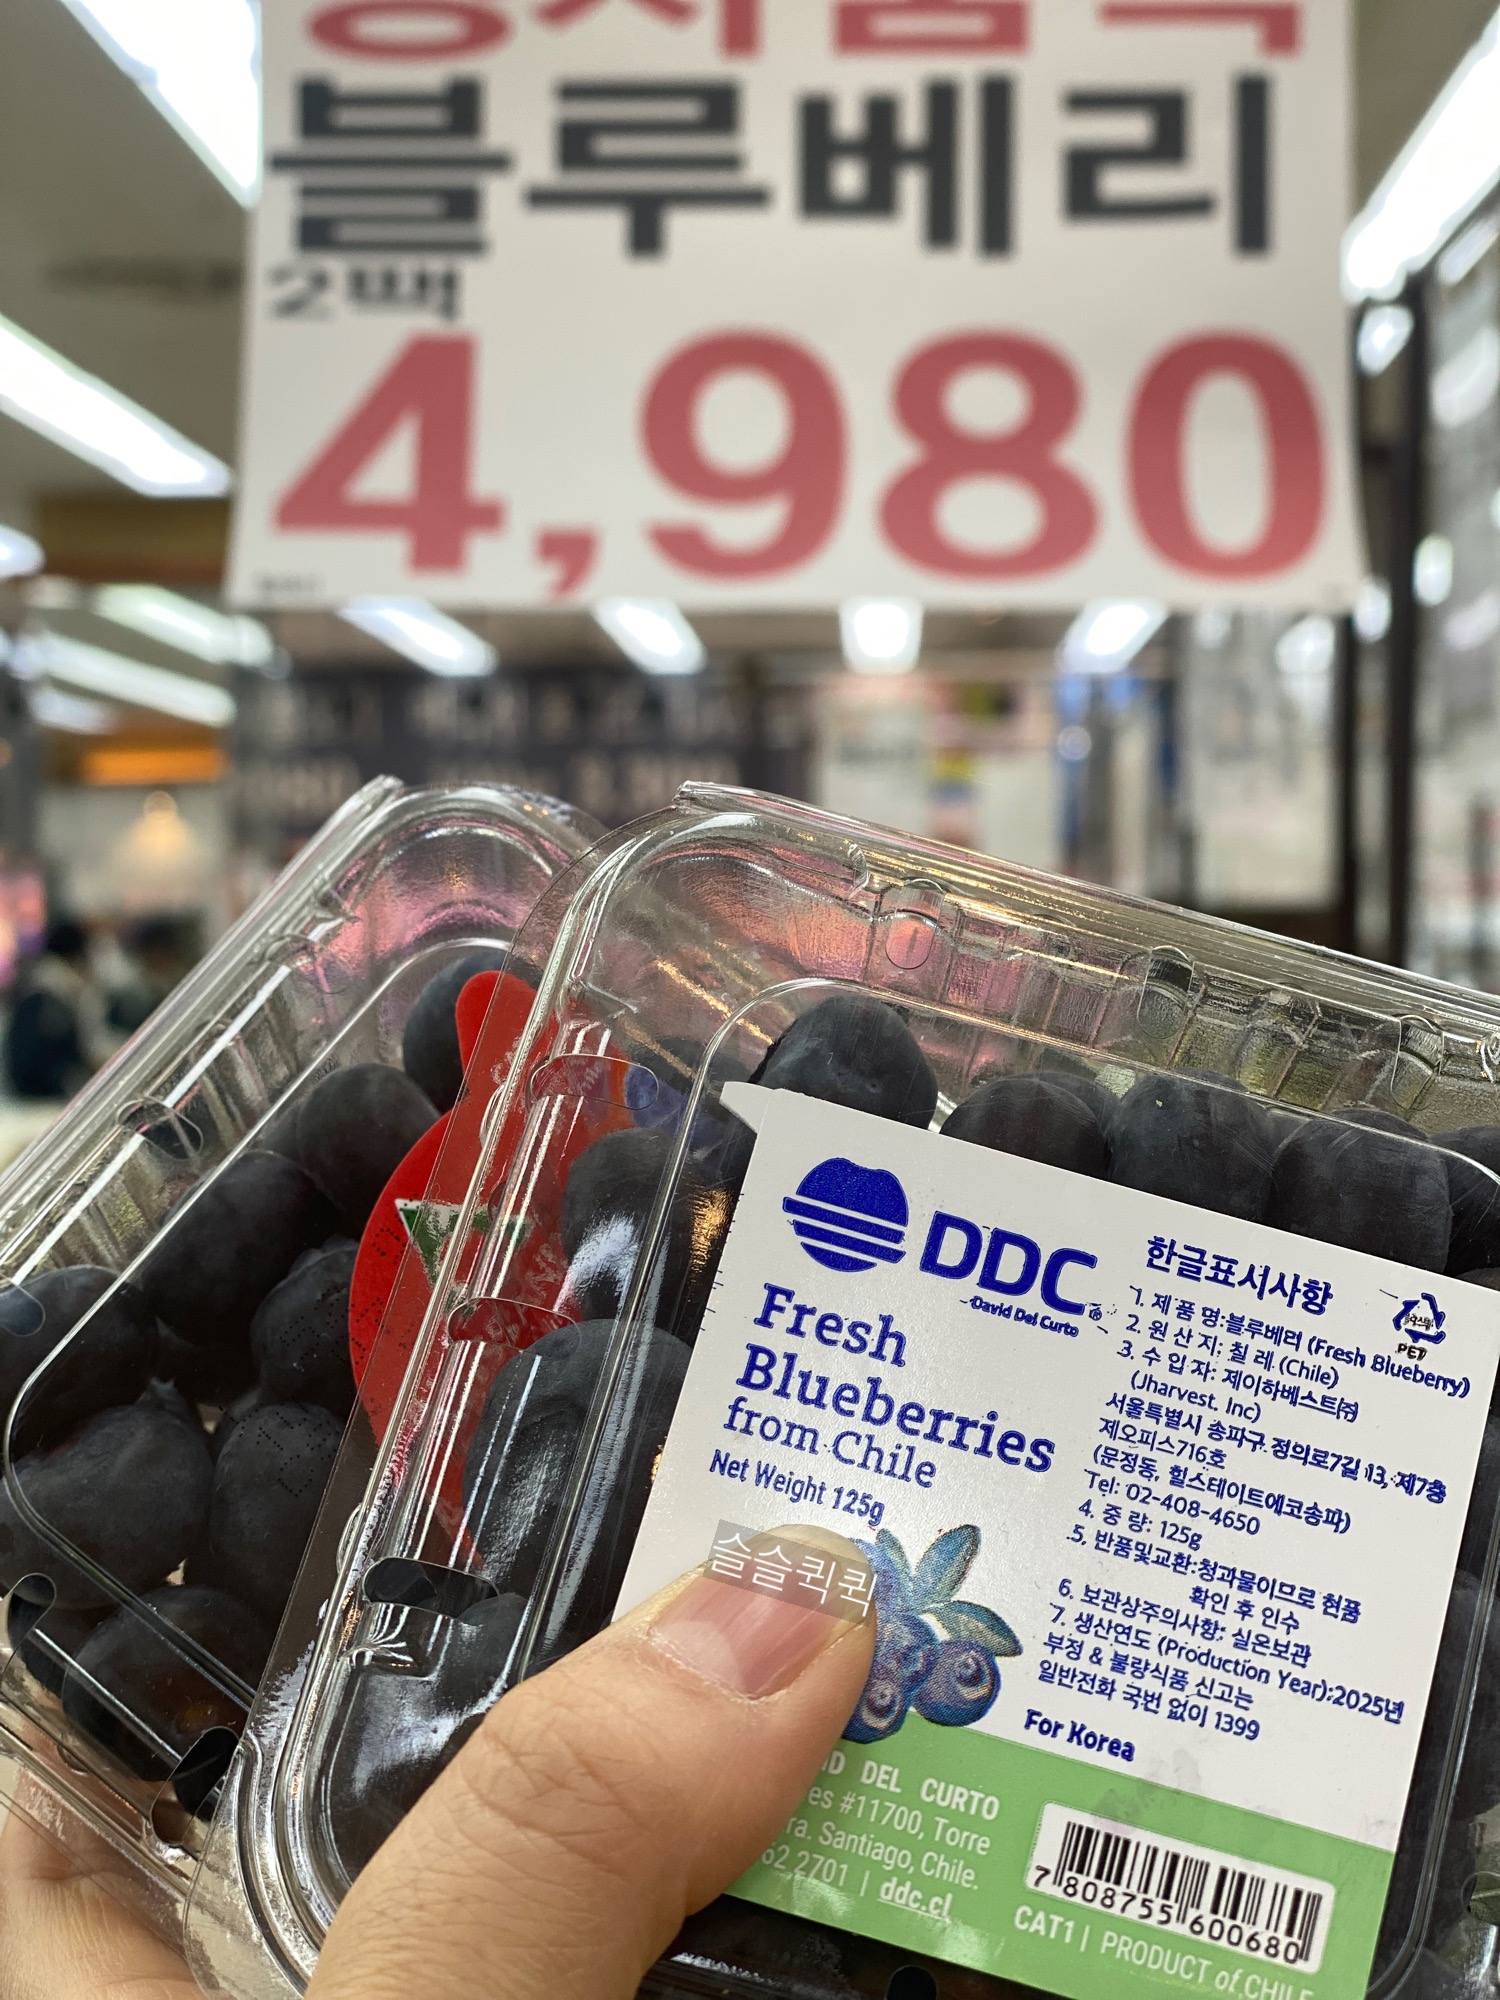 블루베리
2팩
4,980
DDC
David Del Curto
Fresh
Blueberries
from Chile
Net Weight 125g
슬슬퀵퀵
한글표시사항
1. 제 품 명:블루베리 (Fresh Blueberry)
2. 원 산 지: 칠 레 (Chile)
3. 수 입 자: 제이하베스트㈜
(Jharvest. Inc)
서울특별시 송파구 정의로7길 13, 제7층
제오피스716호
(문정동, 힐스테이트에코송파)
Tel: 02-408-4650
4. 중 량: 125g
5. 반품및교환:청과물이므로 현품
확인 후 인수
6. 보관상주의사항: 실온보관
7. 생산연도 (Production Year):2025년
부정 & 불량식품 신고는
일반전화 국번 없이 1399
For Korea
PET
DEL CURTO
#11700, Torre
Santiago, Chile.
2701 | ddc.cl
7 808755 600680
CAT1 | PRODUCT of CHILE